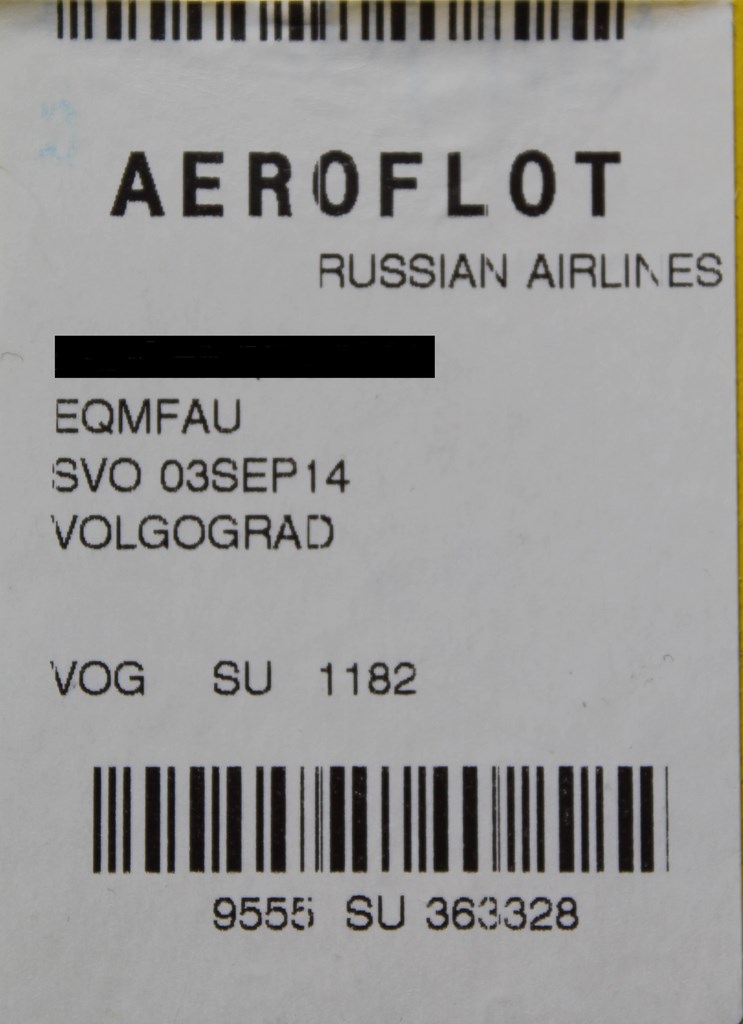 AEROFLOT
RUSSIAN AIRLINES
EQMFAU
SVO 03SEP14
VOLGOGRAD
VOG SU 1182
9555 SU 363328